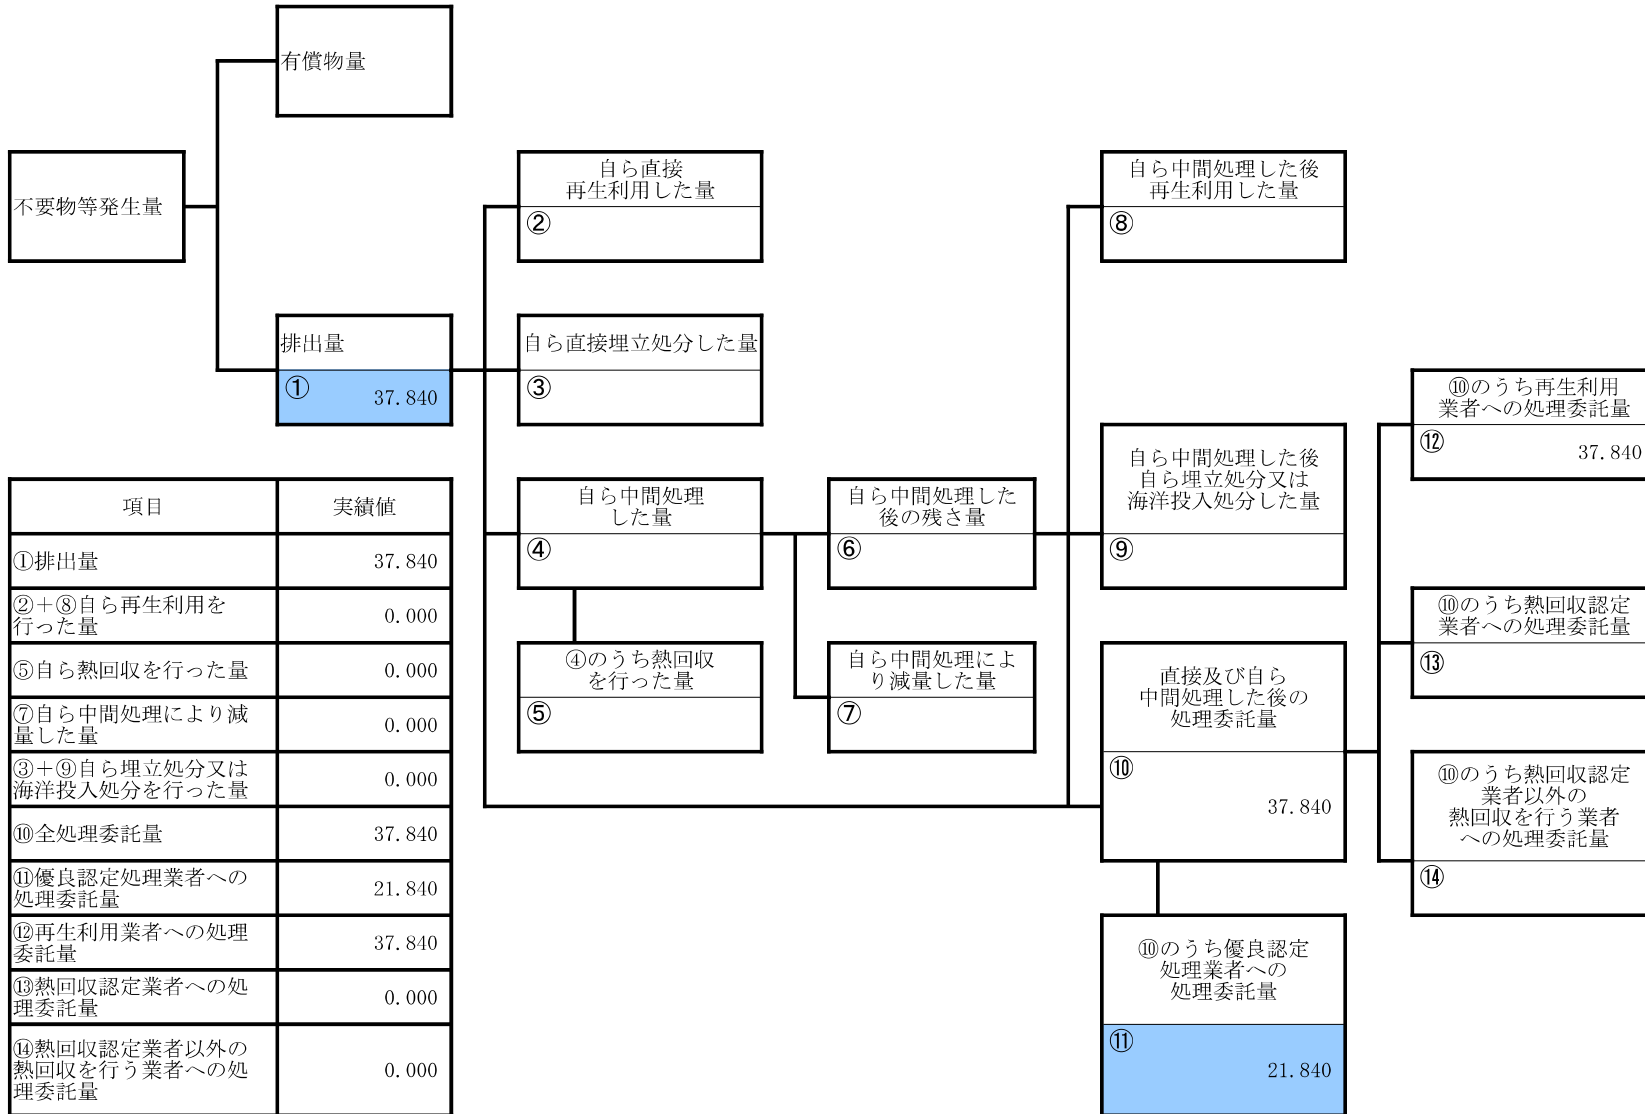 有償物量
不要物等発生量
自ら直接
再生利用した量
②
自ら中間処理した後
再生利用した量
⑧
排出量
① 37.840
自ら直接埋立処分した量
③
⑩のうち再生利用
業者への処理委託量
⑫ 37.840
自ら中間処理
した量
④
自ら中間処理した
後の残さ量
⑥
自ら中間処理した後
自ら埋立処分又は
海洋投入処分した量
⑨
⑩のうち熱回収認定
業者への処理委託量
⑬
④のうち熱回収
を行った量
⑤
自ら中間処理によ
り減量した量
⑦
直接及び自ら
中間処理した後の
処理委託量
⑩
37.840
⑩のうち熱回収認定
業者以外の
熱回収を行う業者
への処理委託量
⑭
⑩のうち優良認定
処理業者への
処理委託量
⑪
21.840
項目 実績値
①排出量 37.840
②＋⑧自ら再生利用を
行った量 0.000
⑤自ら熱回収を行った量 0.000
⑦自ら中間処理により減
量した量 0.000
③＋⑨自ら埋立処分又は
海洋投入処分を行った量 0.000
⑩全処理委託量 37.840
⑪優良認定処理業者への
処理委託量 21.840
⑫再生利用業者への処理
委託量 37.840
⑬熱回収認定業者への処
理委託量 0.000
⑭熱回収認定業者以外の
熱回収を行う業者への処
理委託量 0.000